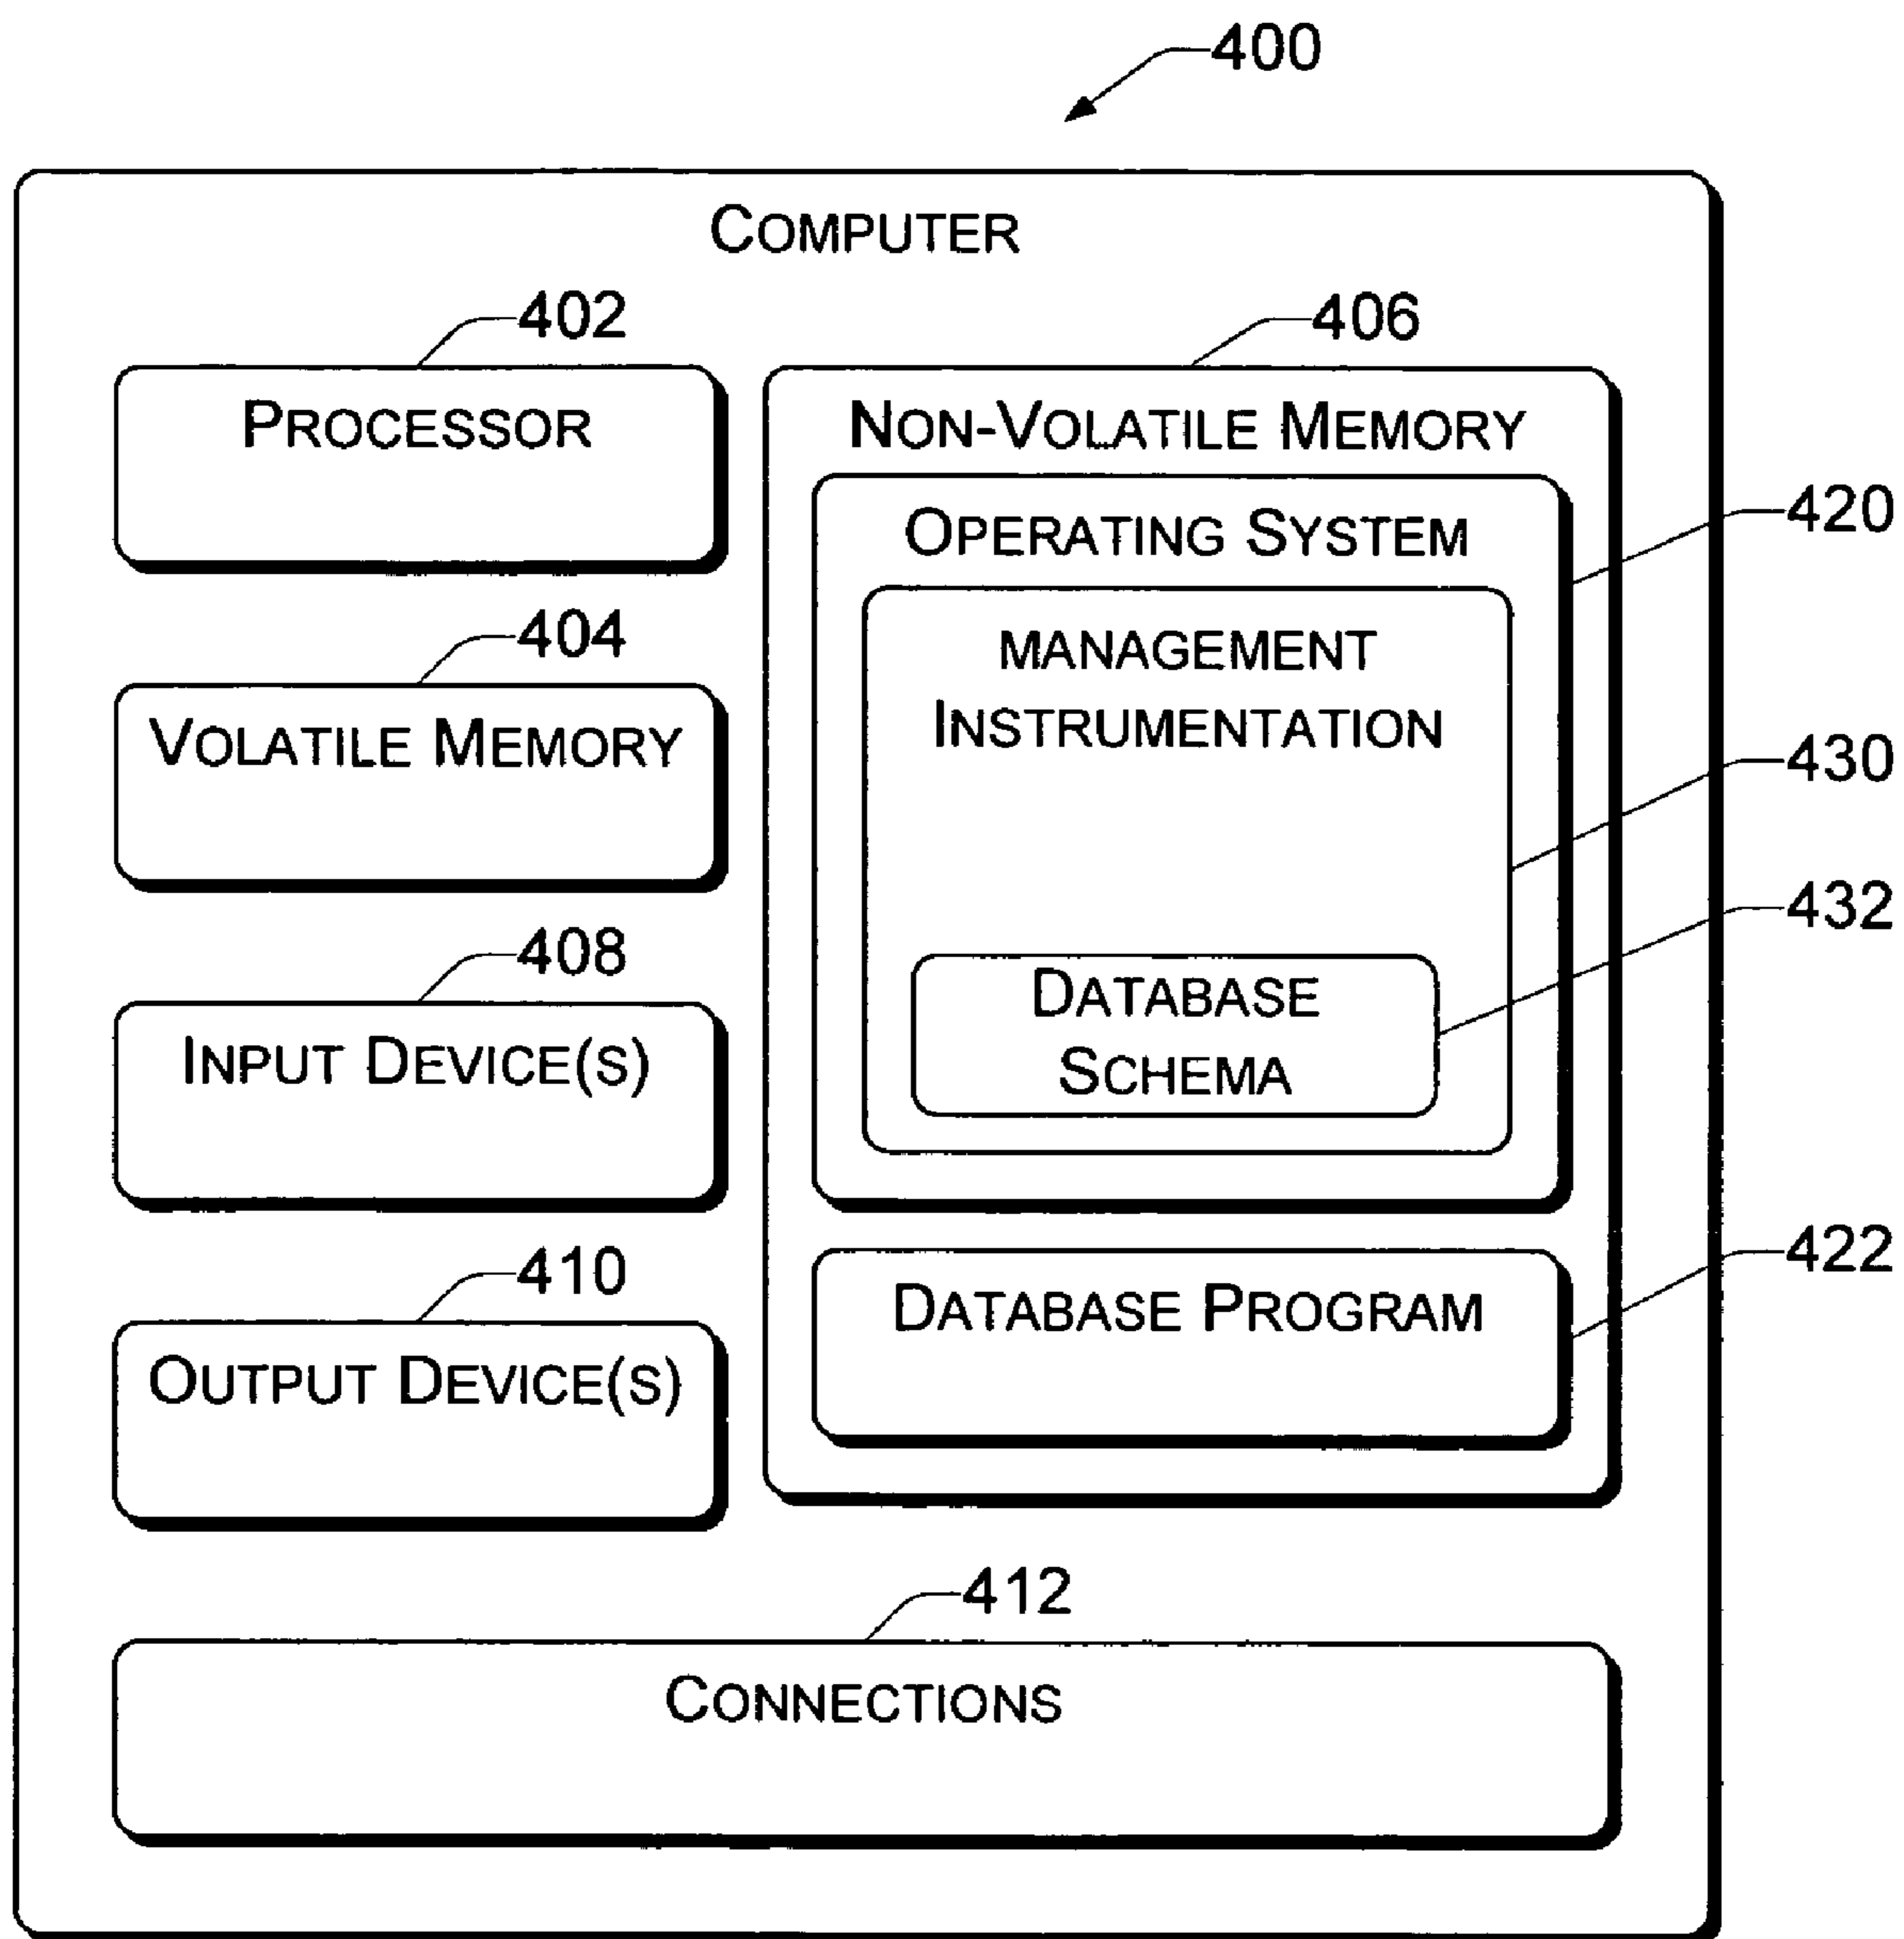 400
COMPUTER
402
PROCESSOR
404
VOLATILE MEMORY
408
INPUT DEVICE(S)
410
OUTPUT DEVICE(S)
406
NON-VOLATILE MEMORY
OPERATING SYSTEM
420
MANAGEMENT
INSTRUMENTATION
430
432
DATABASE
SCHEMA
422
DATABASE PROGRAM
412
CONNECTIONS